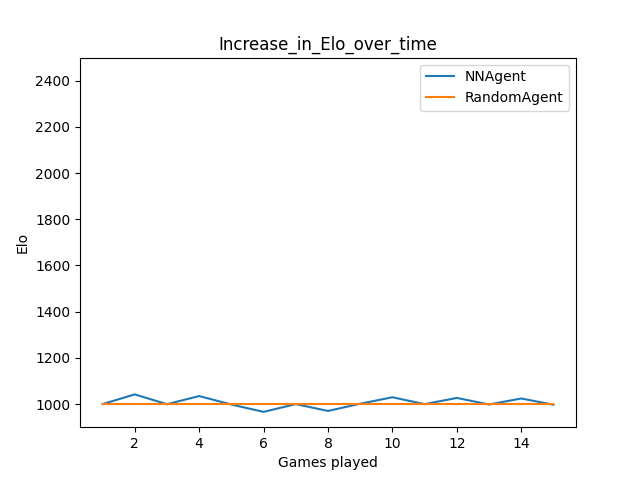 Increase_in_Elo_over_time
NNAgent
RandomAgent
2400
2200
2000
1800
1600
1400
1200
1000
Elo
2 4 6 8 10 12 14
Games played